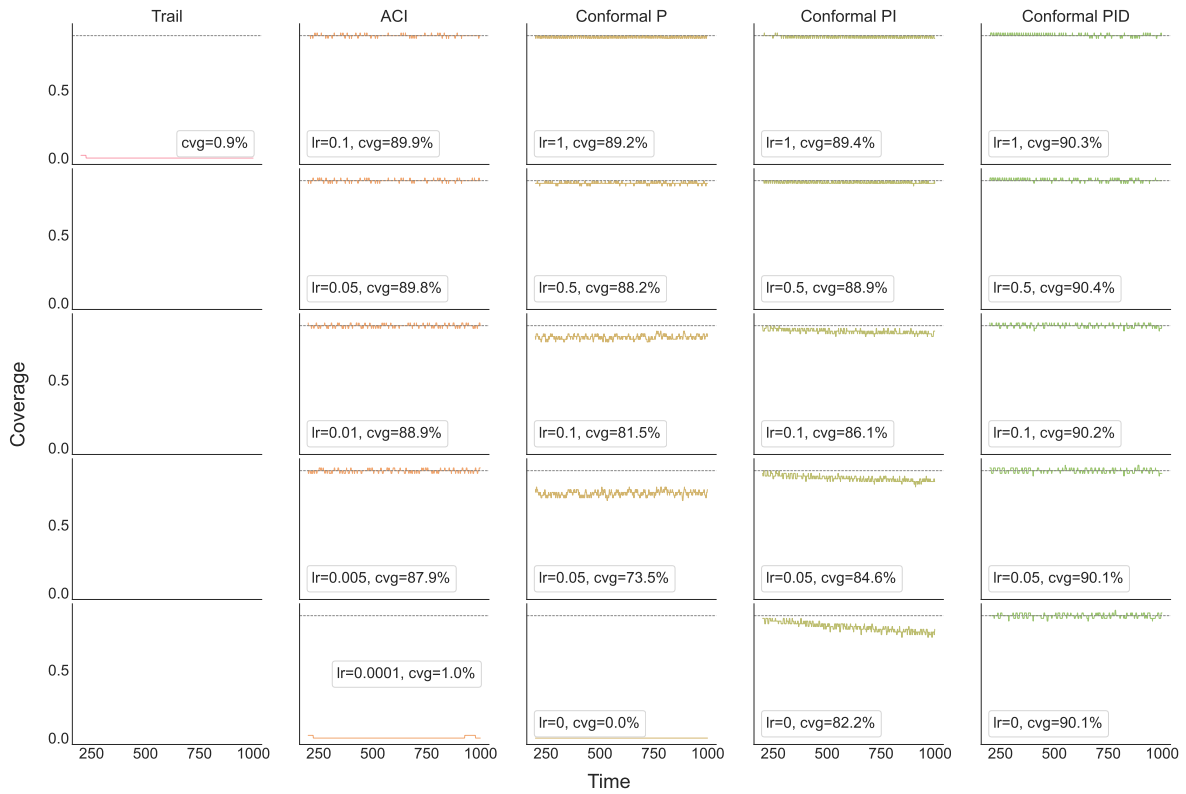 Trail ACI Conformal P Conformal PI Conformal PID
0.5
cvg=0.9% lr=0.1, cvg=89.9% lr=1, cvg=89.2% lr=1, cvg=89.4% lr=1, cvg=90.3%
0.0
0.5
lr=0.05, cvg=89.8% lr=0.5, cvg=88.2% lr=0.5, cvg=88.9% lr=0.5, cvg=90.4%
0.0
0.5
Coverage
lr=0.01, cvg=88.9% lr=0.1, cvg=81.5% lr=0.1, cvg=86.1% lr=0.1, cvg=90.2%
0.0
0.5
lr=0.005, cvg=87.9% lr=0.05, cvg=73.5% lr=0.05, cvg=84.6% lr=0.05, cvg=90.1%
0.0
0.5
lr=0.0001, cvg=1.0%
lr=0, cvg=0.0% lr=0, cvg=82.2% lr=0, cvg=90.1%
0.0
250 500 750 1000 250 500 750 1000 250 500 750 1000 250 500 750 1000 250 500 750 1000
Time